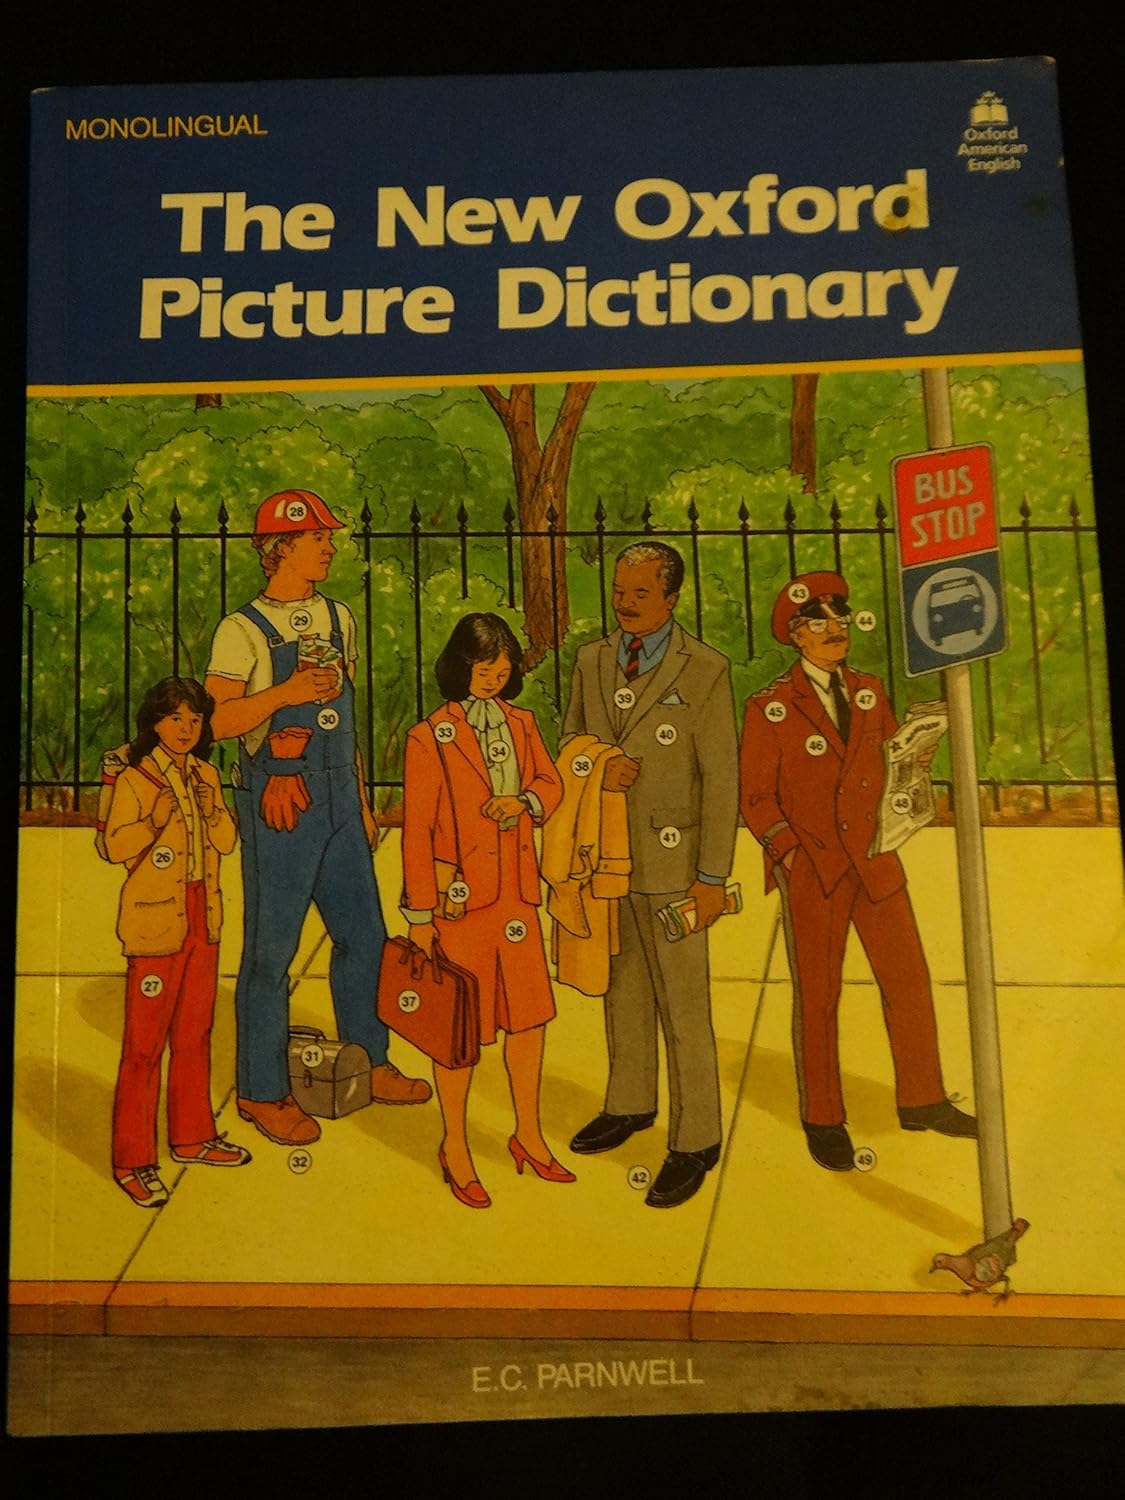 MONOLINGUAL
Oxford
American
English
The New Oxford
Picture Dictionary
BUS
STOP
28
29
30
43
44
39
47
33
45
40
34
46
38
48
41
26
35
36
27
37
31
32
42
49
E.C. PARNWELL